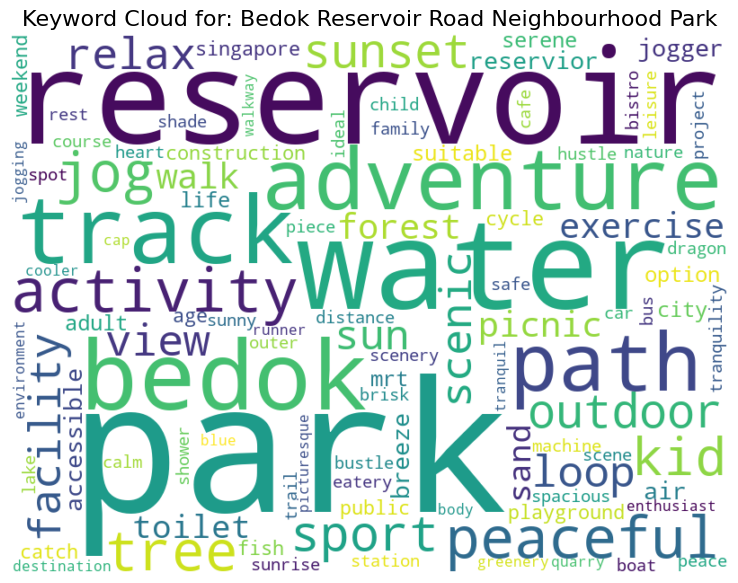 Keyword Cloud for: Bedok Reservoir Road Neighbourhood Park
weekend
relax
singapore
sunset
serene
reservior
jogger
reservoir
rest
shade
walkway
child
family
cafe
bistro
leisure
project
jogging
course
spot
heart
construction
ideal
suitable
hustle
nature
jog
walk
adventure
life
track
cap
piece
forest
cycle
exercise
water
dragon
cooler
activity
scenic
safe
option
adult
age
sunny
runner
distance
sun
picnic
car
bus
city
tranquility
environment
facility
view
outer
scenery
tranquil
path
accessible
bedok
mrt
brisk
breeze
outdoor
park
lake
calm
shower
blue
picturesque
trail
bustle
eatery
public
body
sand
loop
machine
scene
kid
spacious
air
playground
enthusiast
toilet
tree
catch
fish
sport
peaceful
destination
sunrise
station
greenery
quarry
boat
peace